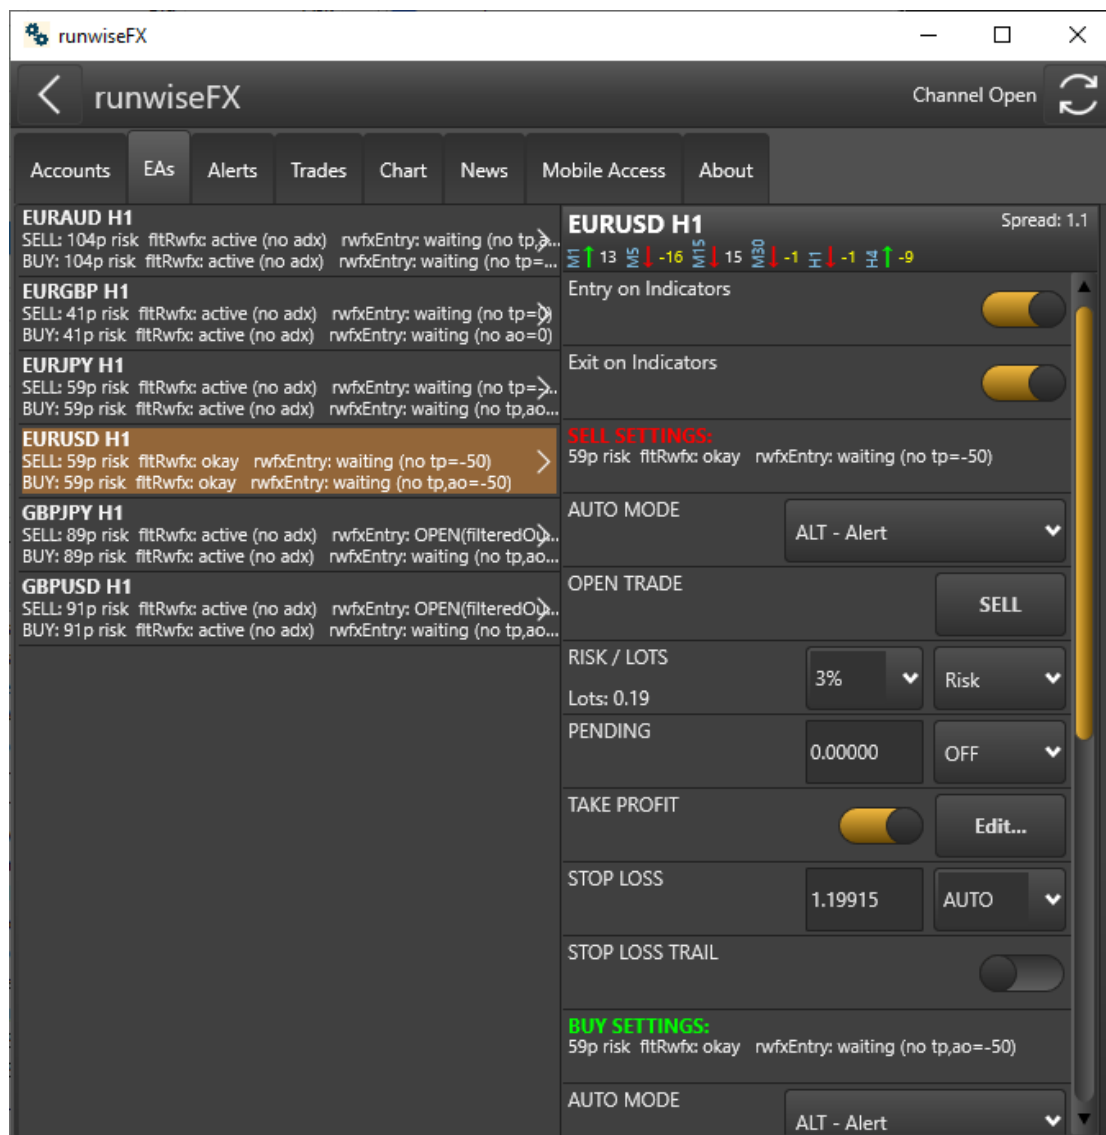 runwiseFX
runwiseFX
Channel Open
Accounts EAs Alerts Trades Chart News Mobile Access About
EURAUD H1
SELL: 104p risk fltRwfx: active (no adx) rwfxEntry: waiting (no tp,a...
BUY: 104p risk fltRwfx: active (no adx) rwfxEntry: waiting (no tp=...
EURGBP H1
SELL: 41p risk fltRwfx: active (no adx) rwfxEntry: waiting (no tp=0)
BUY: 41p risk fltRwfx: active (no adx) rwfxEntry: waiting (no ao=0)
EURJPY H1
SELL: 59p risk fltRwfx: active (no adx) rwfxEntry: waiting (no tp=-...
BUY: 59p risk fltRwfx: active (no adx) rwfxEntry: waiting (no tp,ao...
EURUSD H1
SELL: 59p risk fltRwfx: okay rwfxEntry: waiting (no tp=-50)
BUY: 59p risk fltRwfx: okay rwfxEntry: waiting (no tp,ao=-50)
GBPJPY H1
SELL: 89p risk fltRwfx: active (no adx) rwfxEntry: OPEN(filteredOu...
BUY: 89p risk fltRwfx: active (no adx) rwfxEntry: waiting (no tp,ao...
GBPUSD H1
SELL: 91p risk fltRwfx: active (no adx) rwfxEntry: OPEN(filteredOu...
BUY: 91p risk fltRwfx: active (no adx) rwfxEntry: waiting (no tp,ao...
EURUSD H1
Spread: 1.1
M1 13 M5 -16 M15 15 M30 -1 H1 -1 H4 -9
Entry on Indicators
Exit on Indicators
SELL SETTINGS:
59p risk fltRwfx: okay rwfxEntry: waiting (no tp=-50)
AUTO MODE
ALT - Alert
OPEN TRADE
SELL
RISK / LOTS
3% Risk
Lots: 0.19
PENDING
0.00000 OFF
TAKE PROFIT
Edit...
STOP LOSS
1.19915 AUTO
STOP LOSS TRAIL
BUY SETTINGS:
59p risk fltRwfx: okay rwfxEntry: waiting (no tp,ao=-50)
AUTO MODE
ALT - Alert